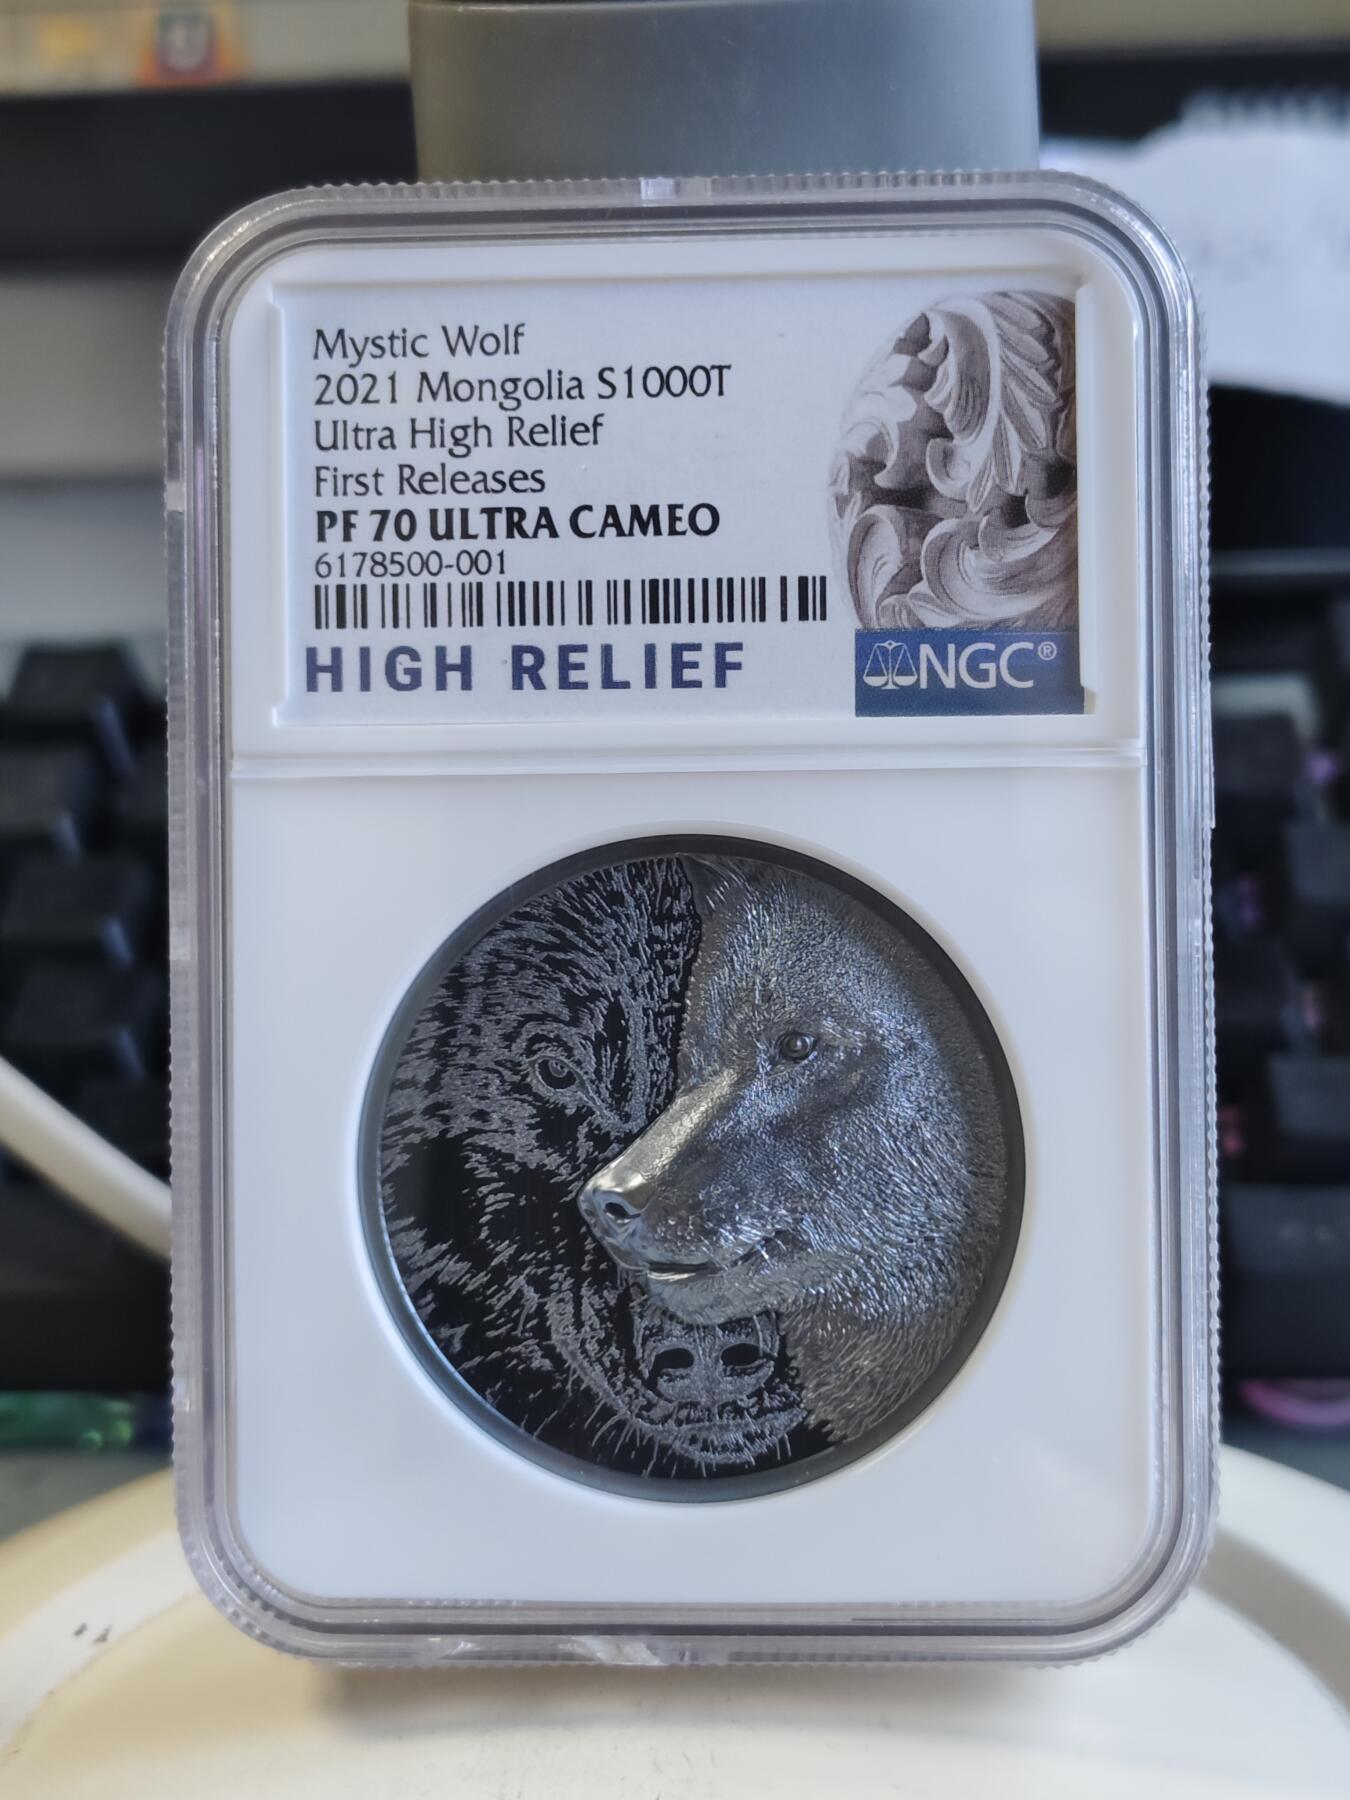 Mystic Wolf
2021 Mongolia S1000T
Ultra High Relief
First Releases
PF 70 ULTRA CAMEO
6178500-001
HIGH RELIEF
NGC®